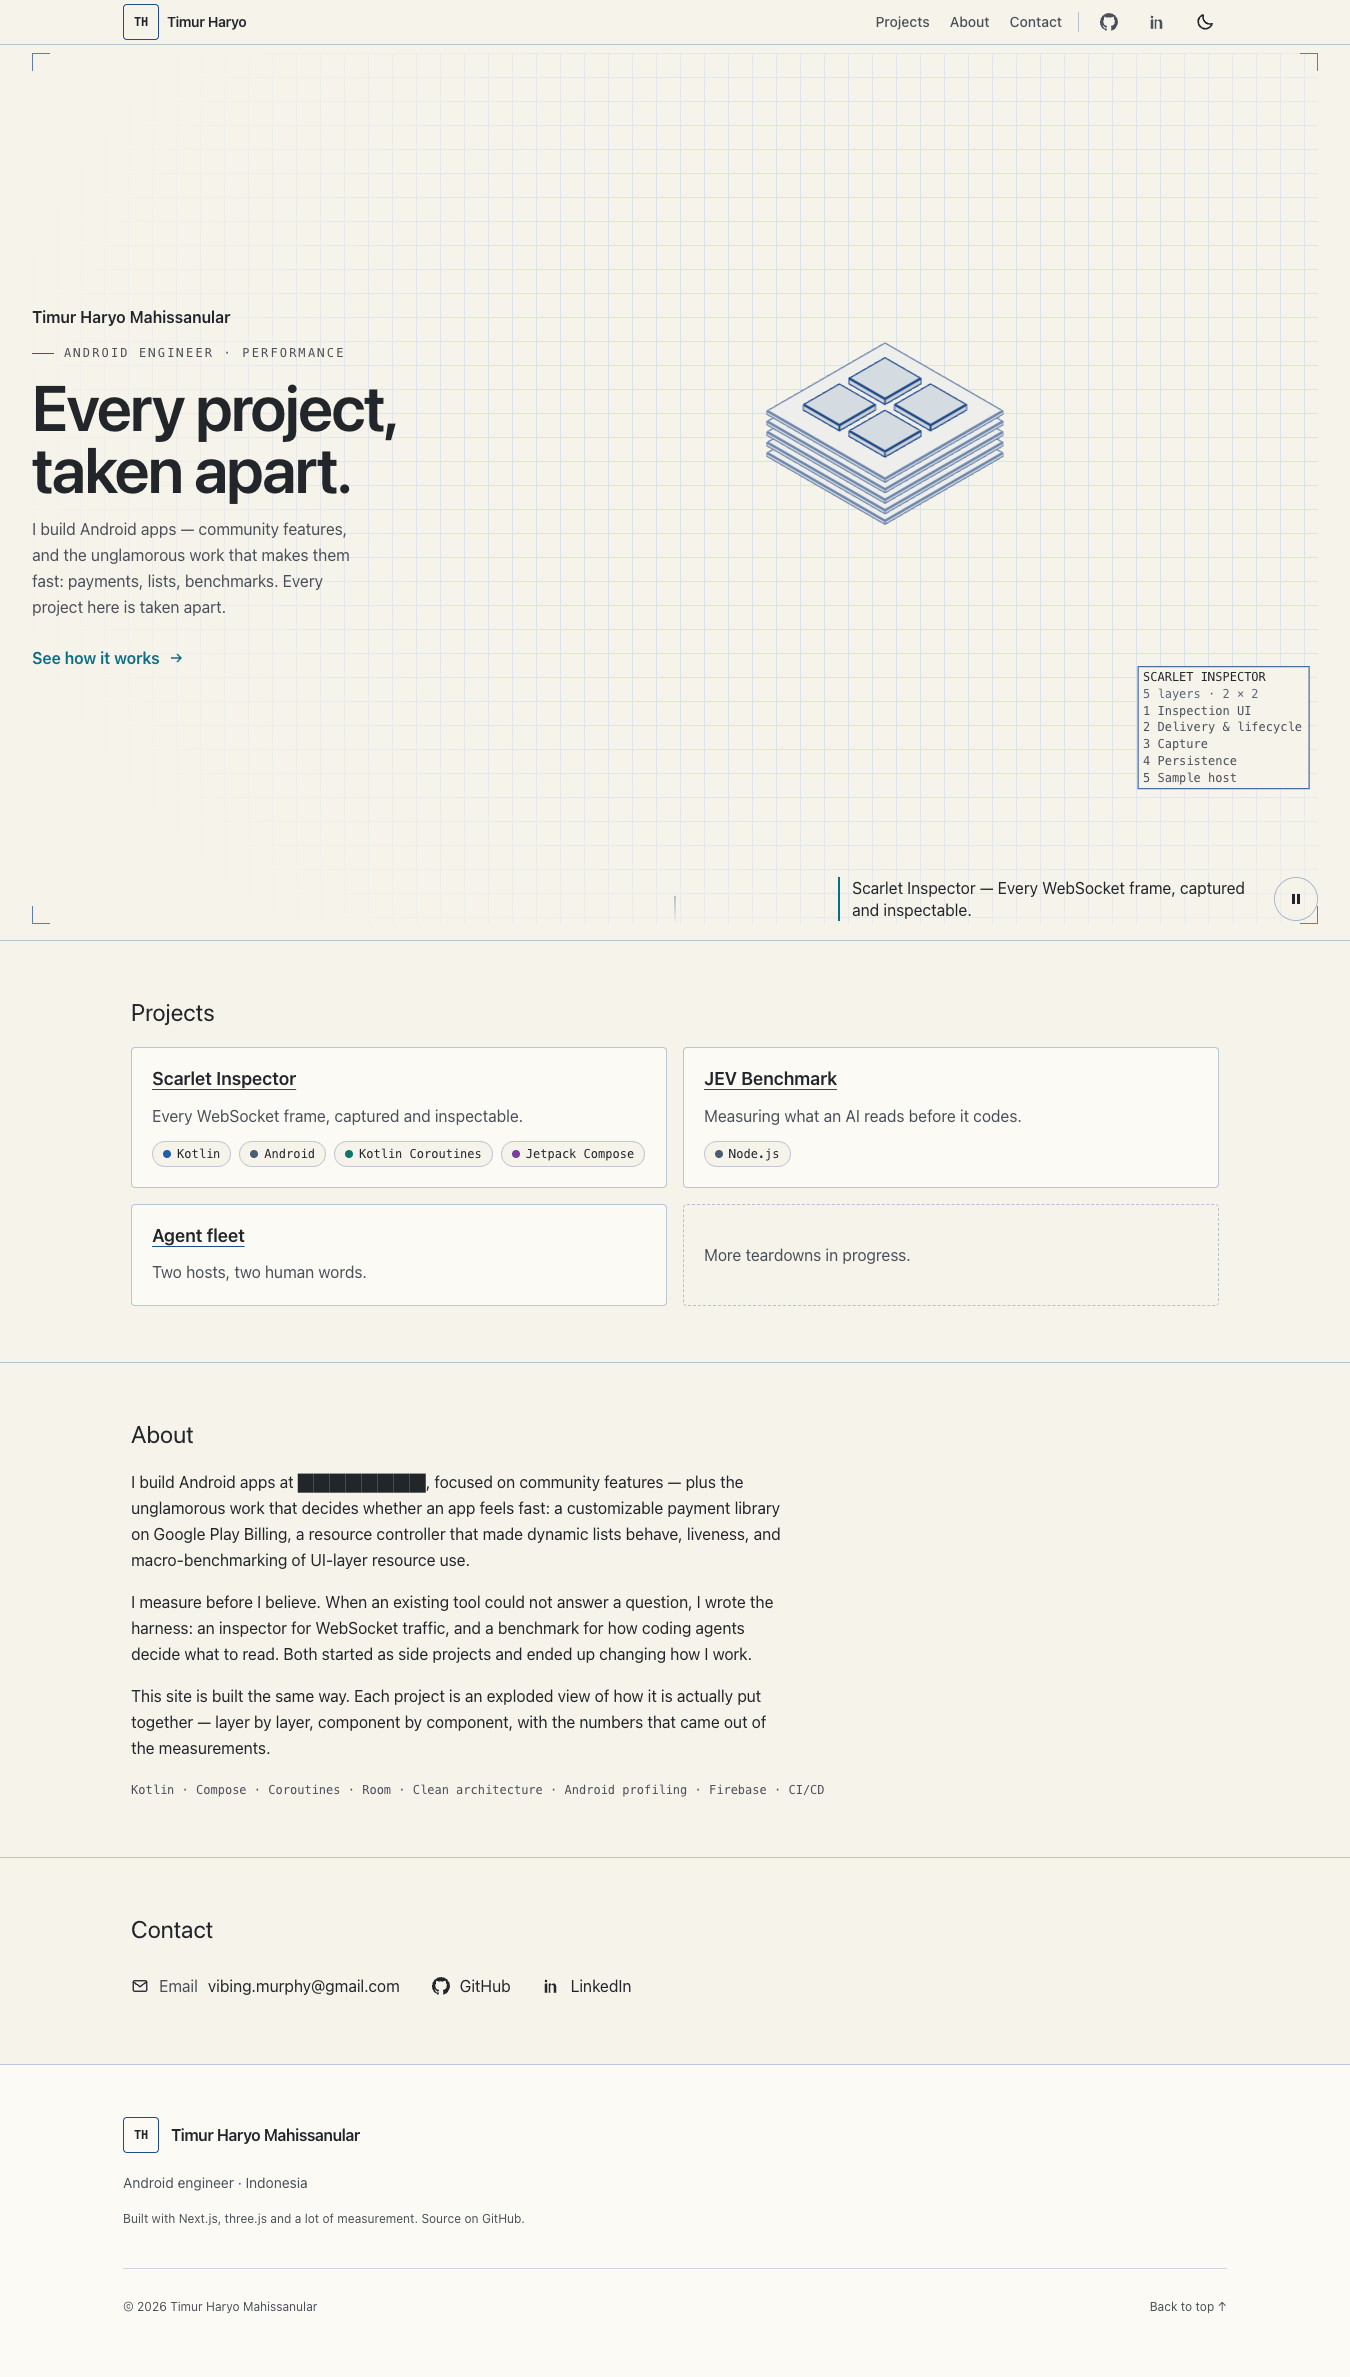 TH Timur Haryo
Projects About Contact in
Timur Haryo Mahissanular
ANDROID ENGINEER · PERFORMANCE
Every project,
taken apart.
I build Android apps — community features,
and the unglamorous work that makes them
fast: payments, lists, benchmarks. Every
project here is taken apart.
See how it works →
SCARLET INSPECTOR
5 layers · 2 × 2
1 Inspection UI
2 Delivery & lifecycle
3 Capture
4 Persistence
5 Sample host
Scarlet Inspector — Every WebSocket frame, captured
and inspectable.
Projects
Scarlet Inspector
Every WebSocket frame, captured and inspectable.
Kotlin Android Kotlin Coroutines Jetpack Compose
JEV Benchmark
Measuring what an AI reads before it codes.
Node.js
Agent fleet
Two hosts, two human words.
More teardowns in progress.
About
I build Android apps at ████████, focused on community features — plus the
unglamorous work that decides whether an app feels fast: a customizable payment library
on Google Play Billing, a resource controller that made dynamic lists behave, liveness, and
macro-benchmarking of UI-layer resource use.
I measure before I believe. When an existing tool could not answer a question, I wrote the
harness: an inspector for WebSocket traffic, and a benchmark for how coding agents
decide what to read. Both started as side projects and ended up changing how I work.
This site is built the same way. Each project is an exploded view of how it is actually put
together — layer by layer, component by component, with the numbers that came out of
the measurements.
Kotlin · Compose · Coroutines · Room · Clean architecture · Android profiling · Firebase · CI/CD
Contact
Email vibing.murphy@gmail.com GitHub in LinkedIn
TH Timur Haryo Mahissanular
Android engineer · Indonesia
Built with Next.js, three.js and a lot of measurement. Source on GitHub.
© 2026 Timur Haryo Mahissanular
Back to top ↑